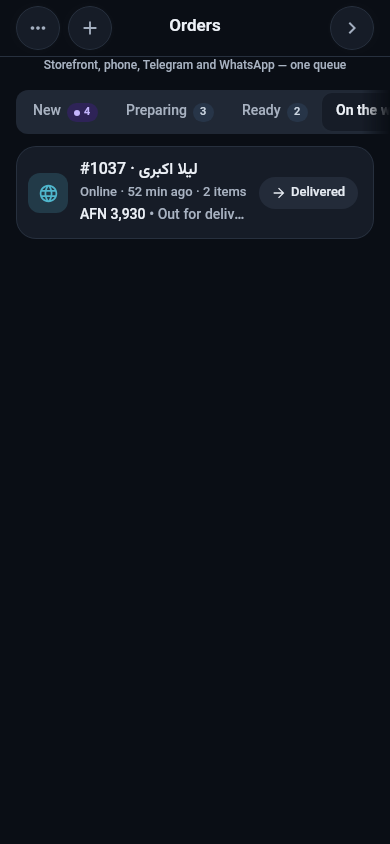 Orders
Storefront, phone, Telegram and WhatsApp — one queue
New 4 Preparing 3 Ready 2 On the
#1037 · لیلا اکبری
Online · 52 min ago · 2 items
AFN 3,930 • Out for deliv…
→ Delivered